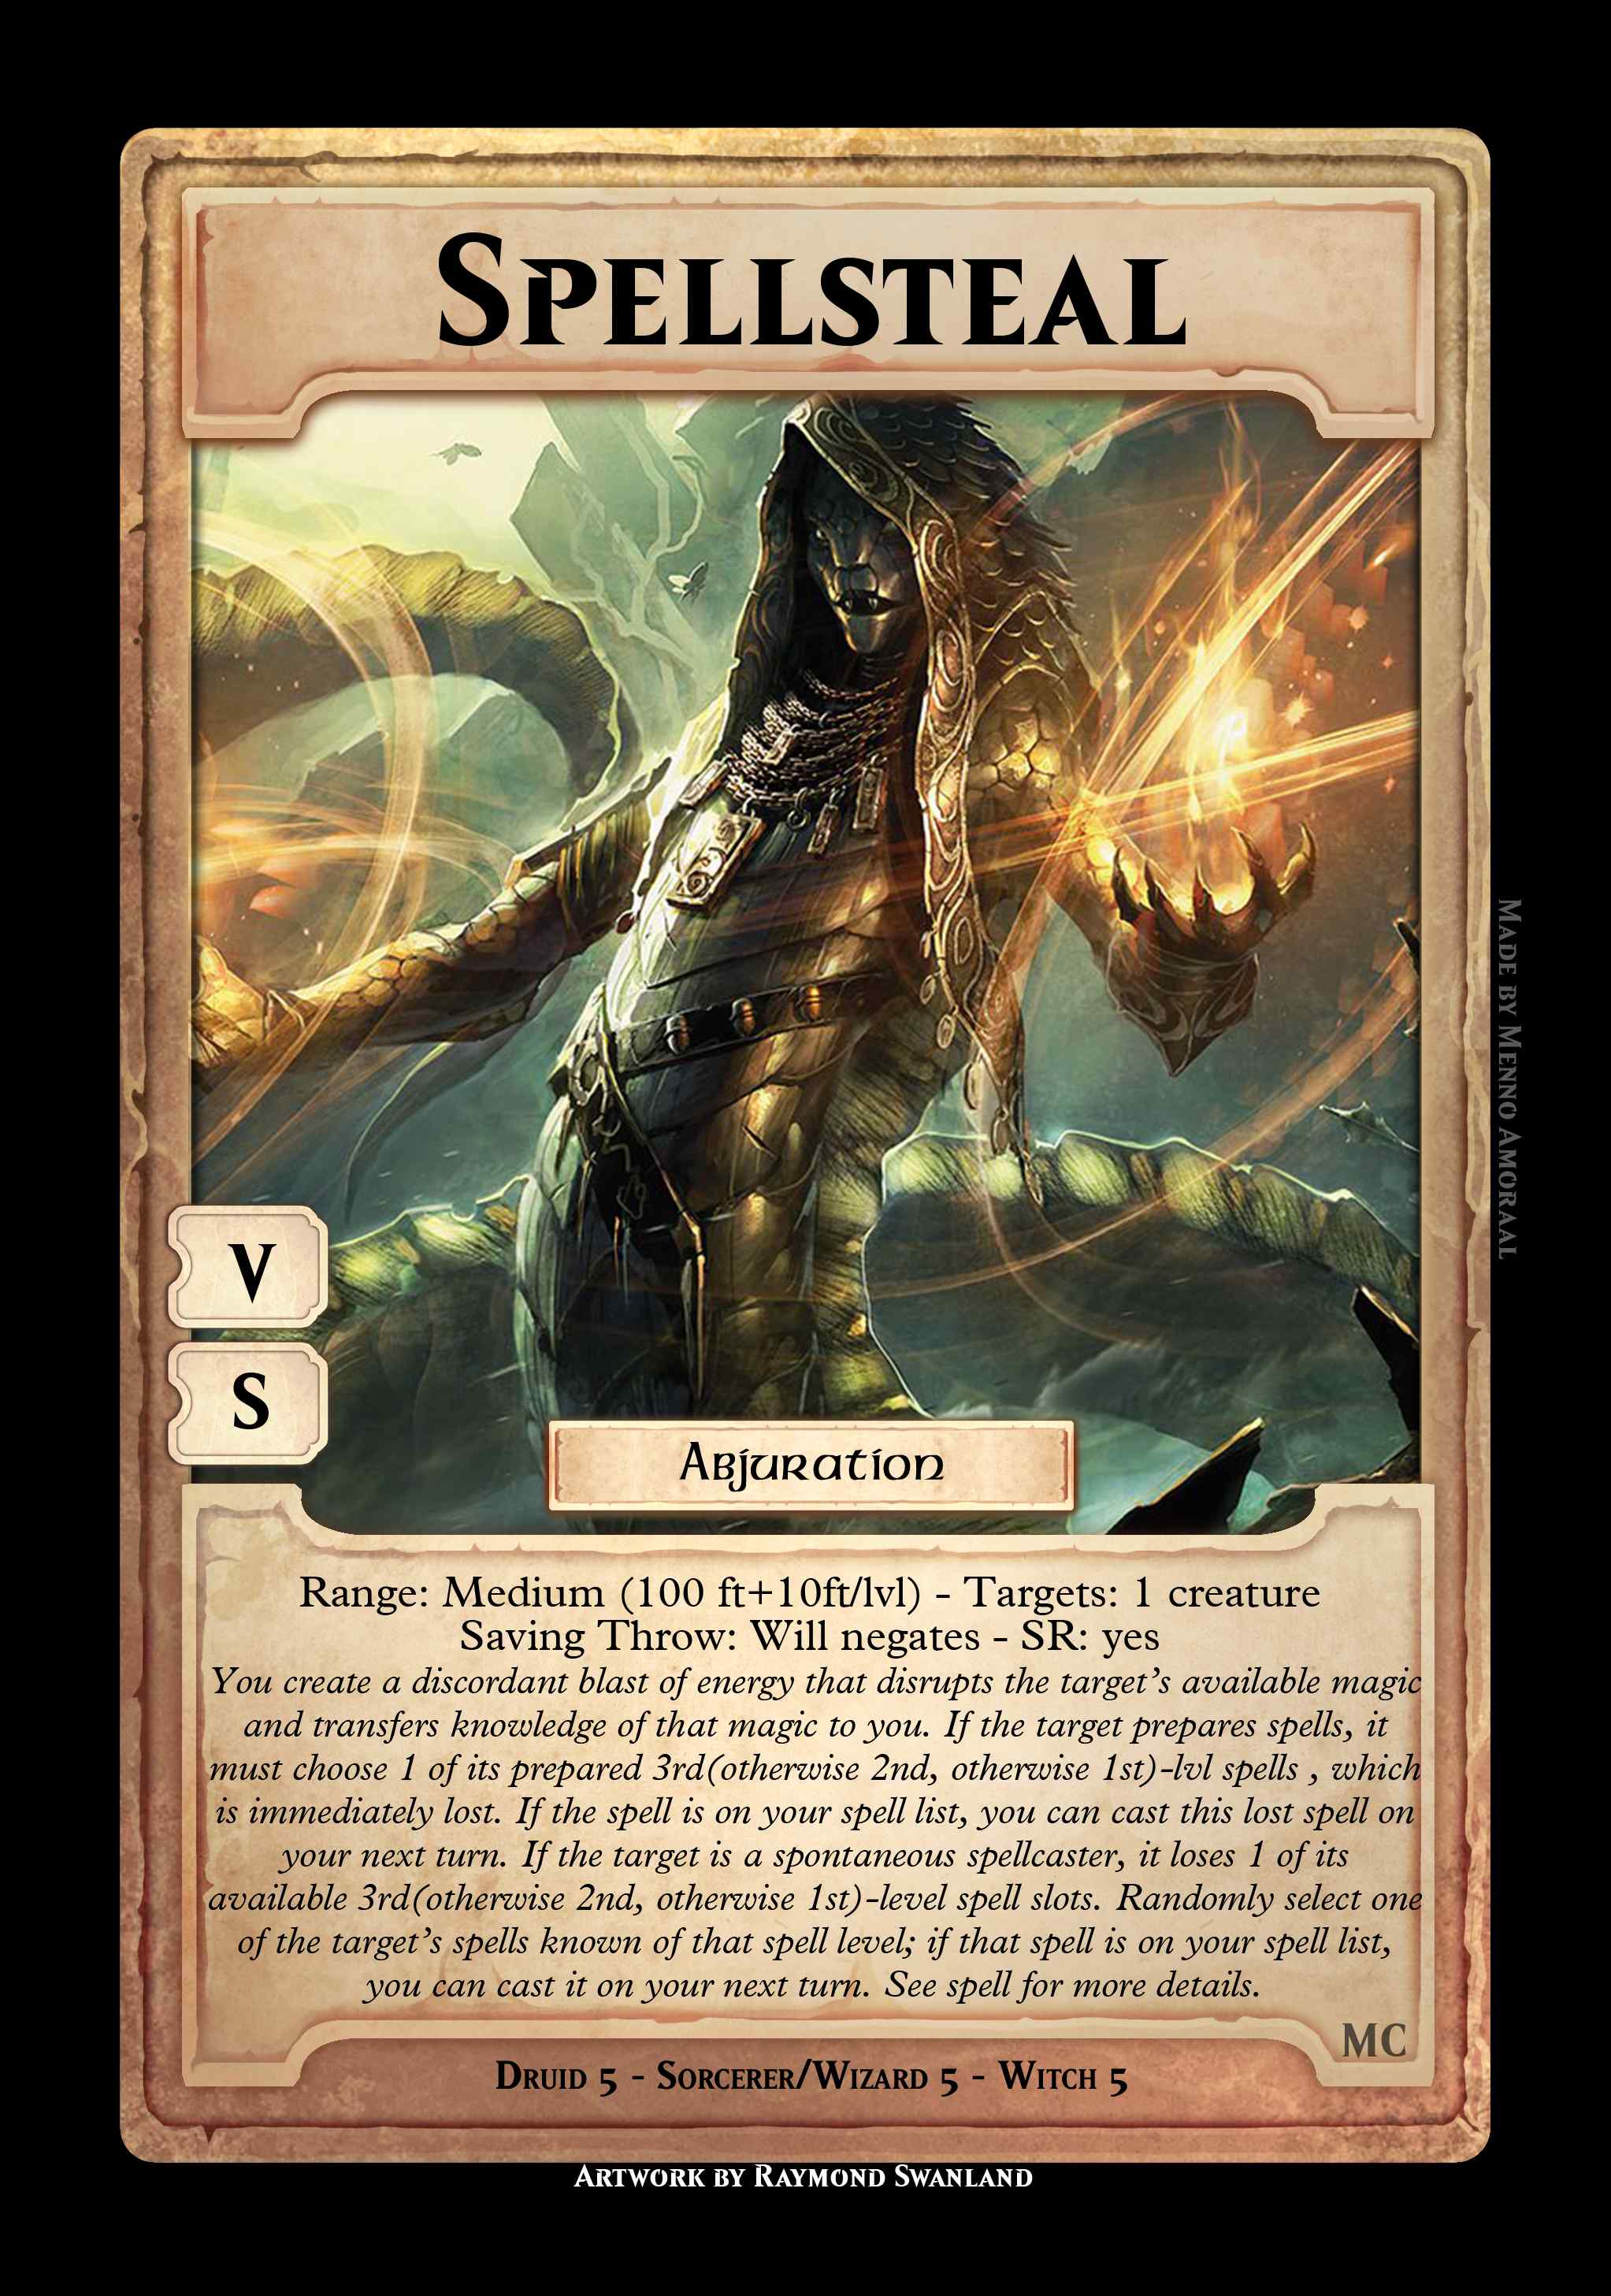 Spellsteal
V
S
Abjuration
Range: Medium (100 ft+10ft/lvl) - Targets: 1 creature
Saving Throw: Will negates - SR: yes
You create a discordant blast of energy that disrupts the target's available magic
and transfers knowledge of that magic to you. If the target prepares spells, it
must choose 1 of its prepared 3rd(otherwise 2nd, otherwise 1st)-lvl spells , which
is immediately lost. If the spell is on your spell list, you can cast this lost spell on
your next turn. If the target is a spontaneous spellcaster, it loses 1 of its
available 3rd(otherwise 2nd, otherwise 1st)-level spell slots. Randomly select one
of the target's spells known of that spell level; if that spell is on your spell list,
you can cast it on your next turn. See spell for more details.
MC
Druid 5 - Sorcerer/Wizard 5 - Witch 5
Artwork by Raymond Swanland
Made by Menno Amoraal